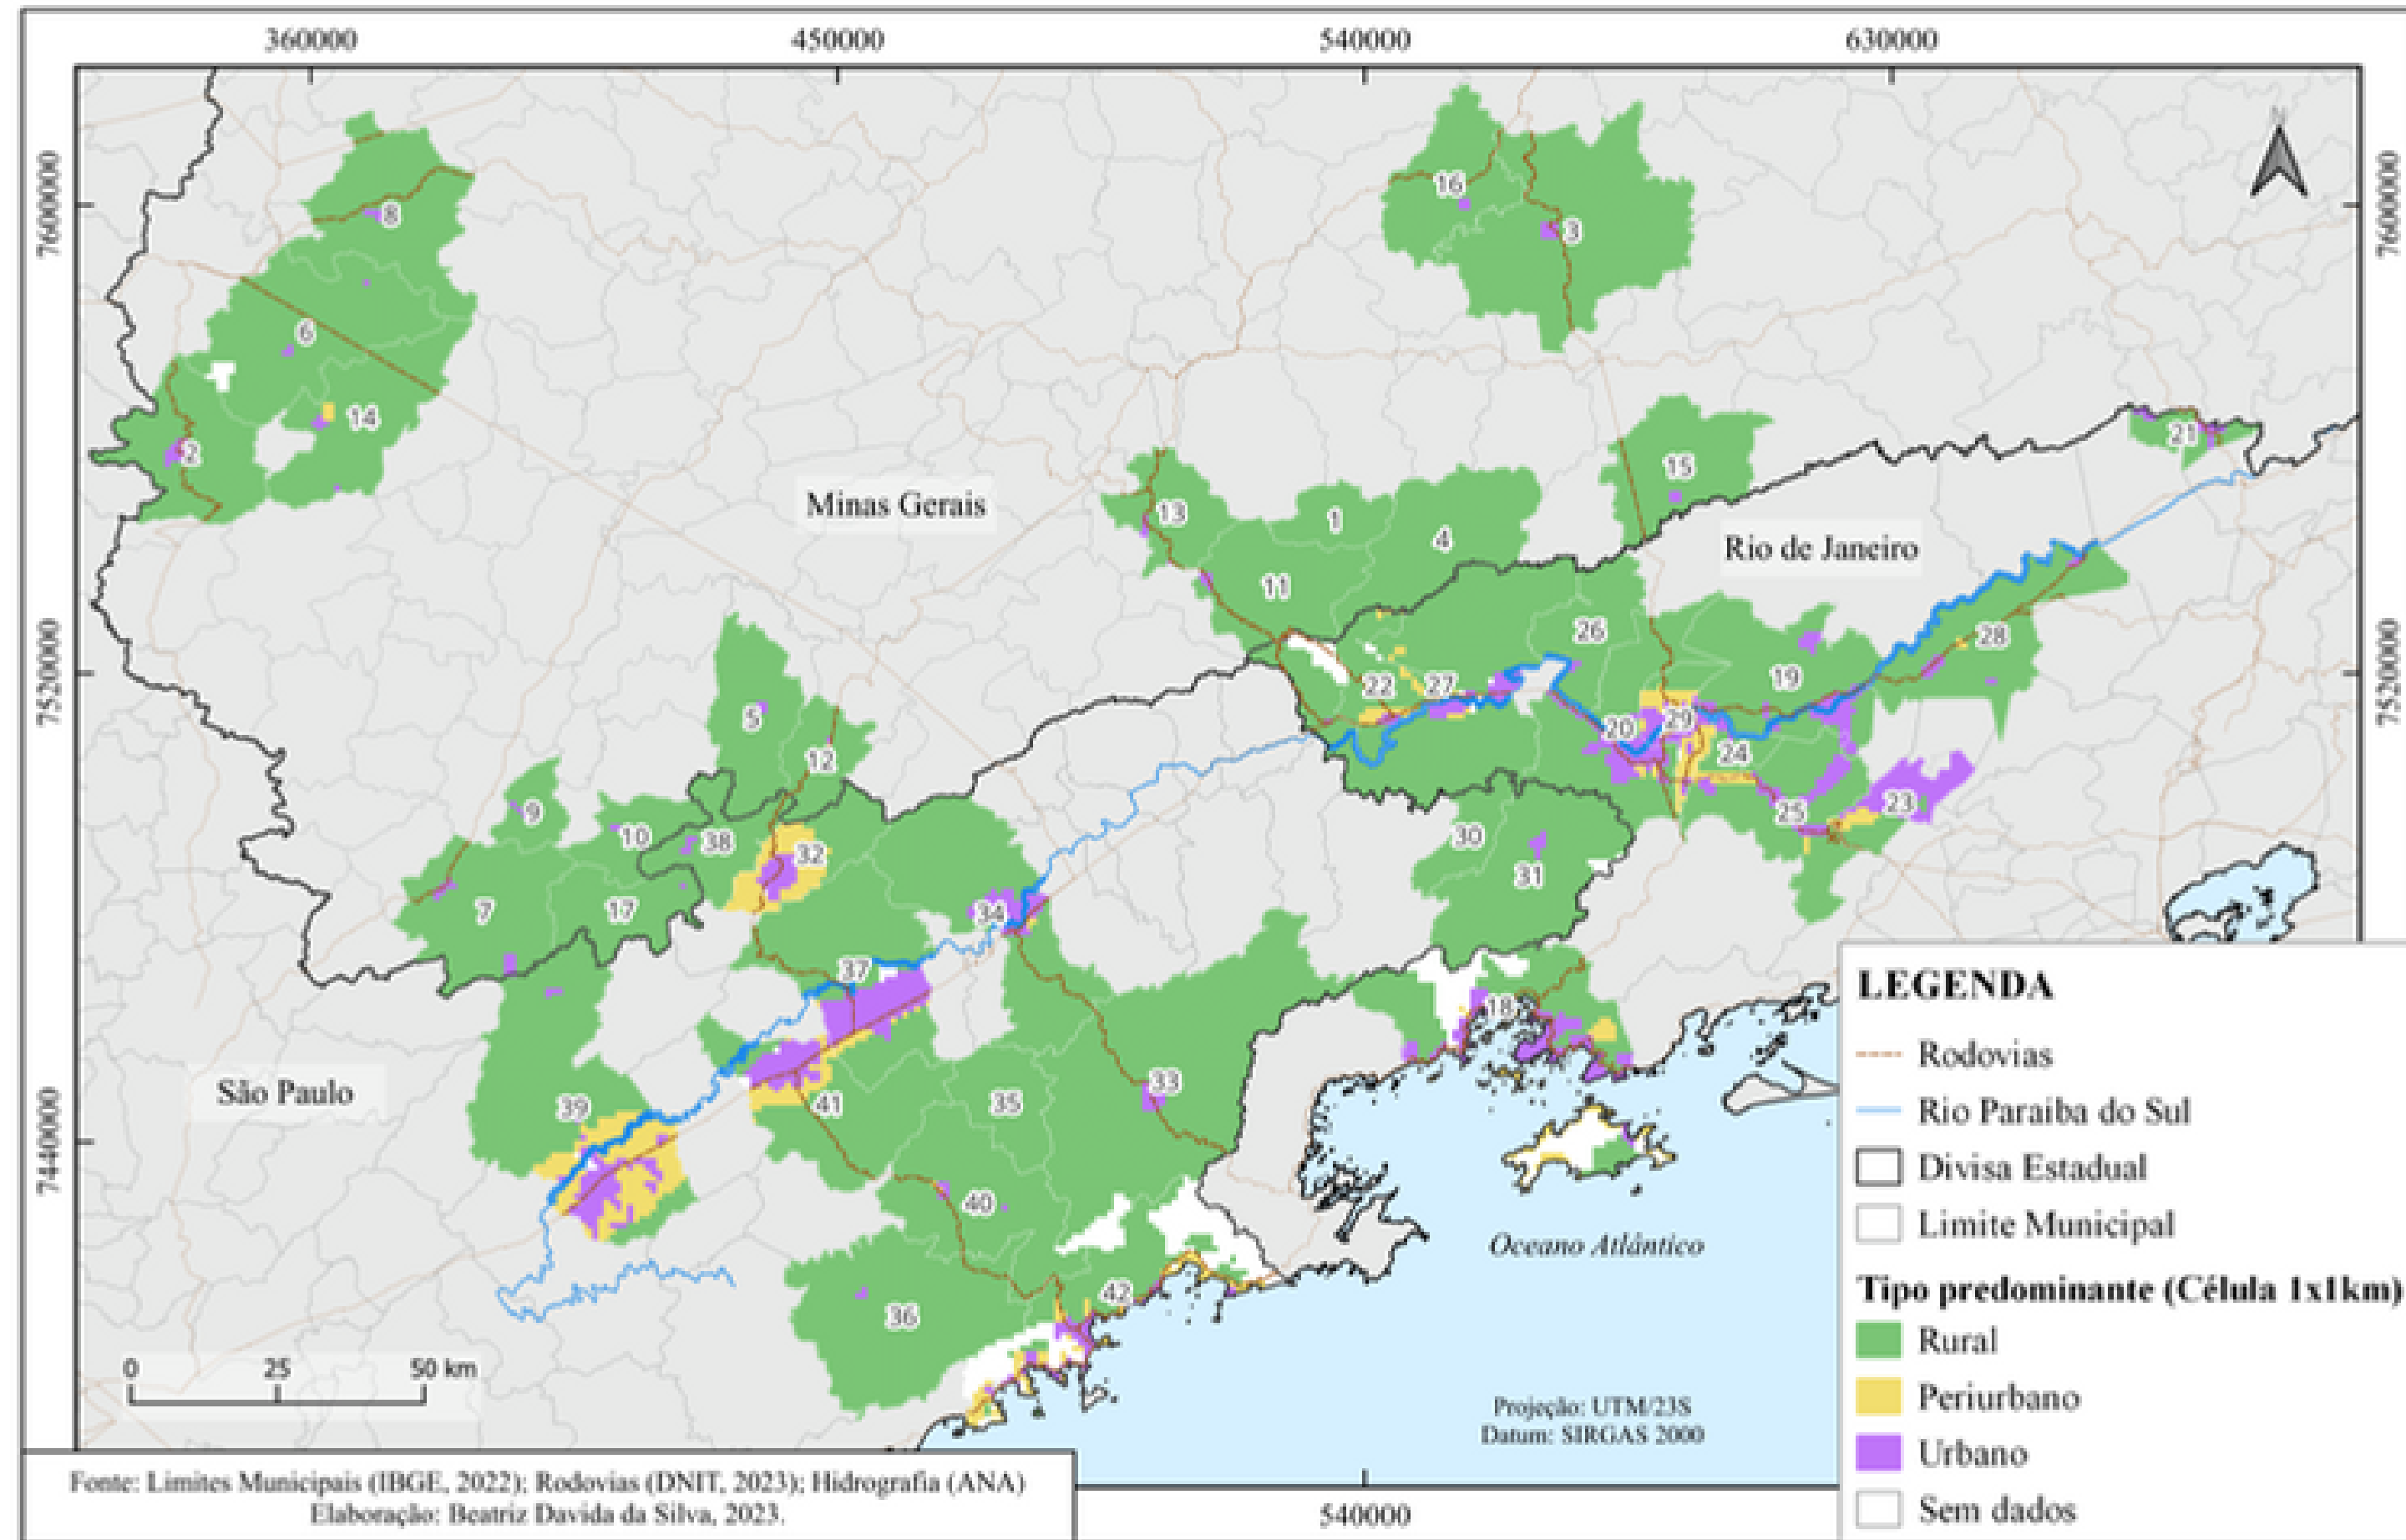 360000 450000 540000 630000
N
7600000 7600000
16
8
3
6
14
2
21
15
Minas Gerais
13
1
4
Rio de Janeiro
11
26
28
7520000 7520000
22
27
19
5
20
29
24
12
9
25
23
10
38
32
30
31
7
17
34
37
18
LEGENDA
Rodovias
Rio Paraiba do Sul
Divisa Estadual
Limite Municipal
Tipo predominante (Célula 1x1km)
Rural
Periurbano
Urbano
Sem dados
São Paulo
39
41
35
33
7440000
40
Oceano Atlântico
42
36
0 25 50 km
Projeção: UTM/23S
Datum: SIRGAS 2000
Fonte: Limites Municipais (IBGE, 2022); Rodovias (DNIT, 2023); Hidrografia (ANA)
Elaboração: Beatriz Davida da Silva, 2023.
540000